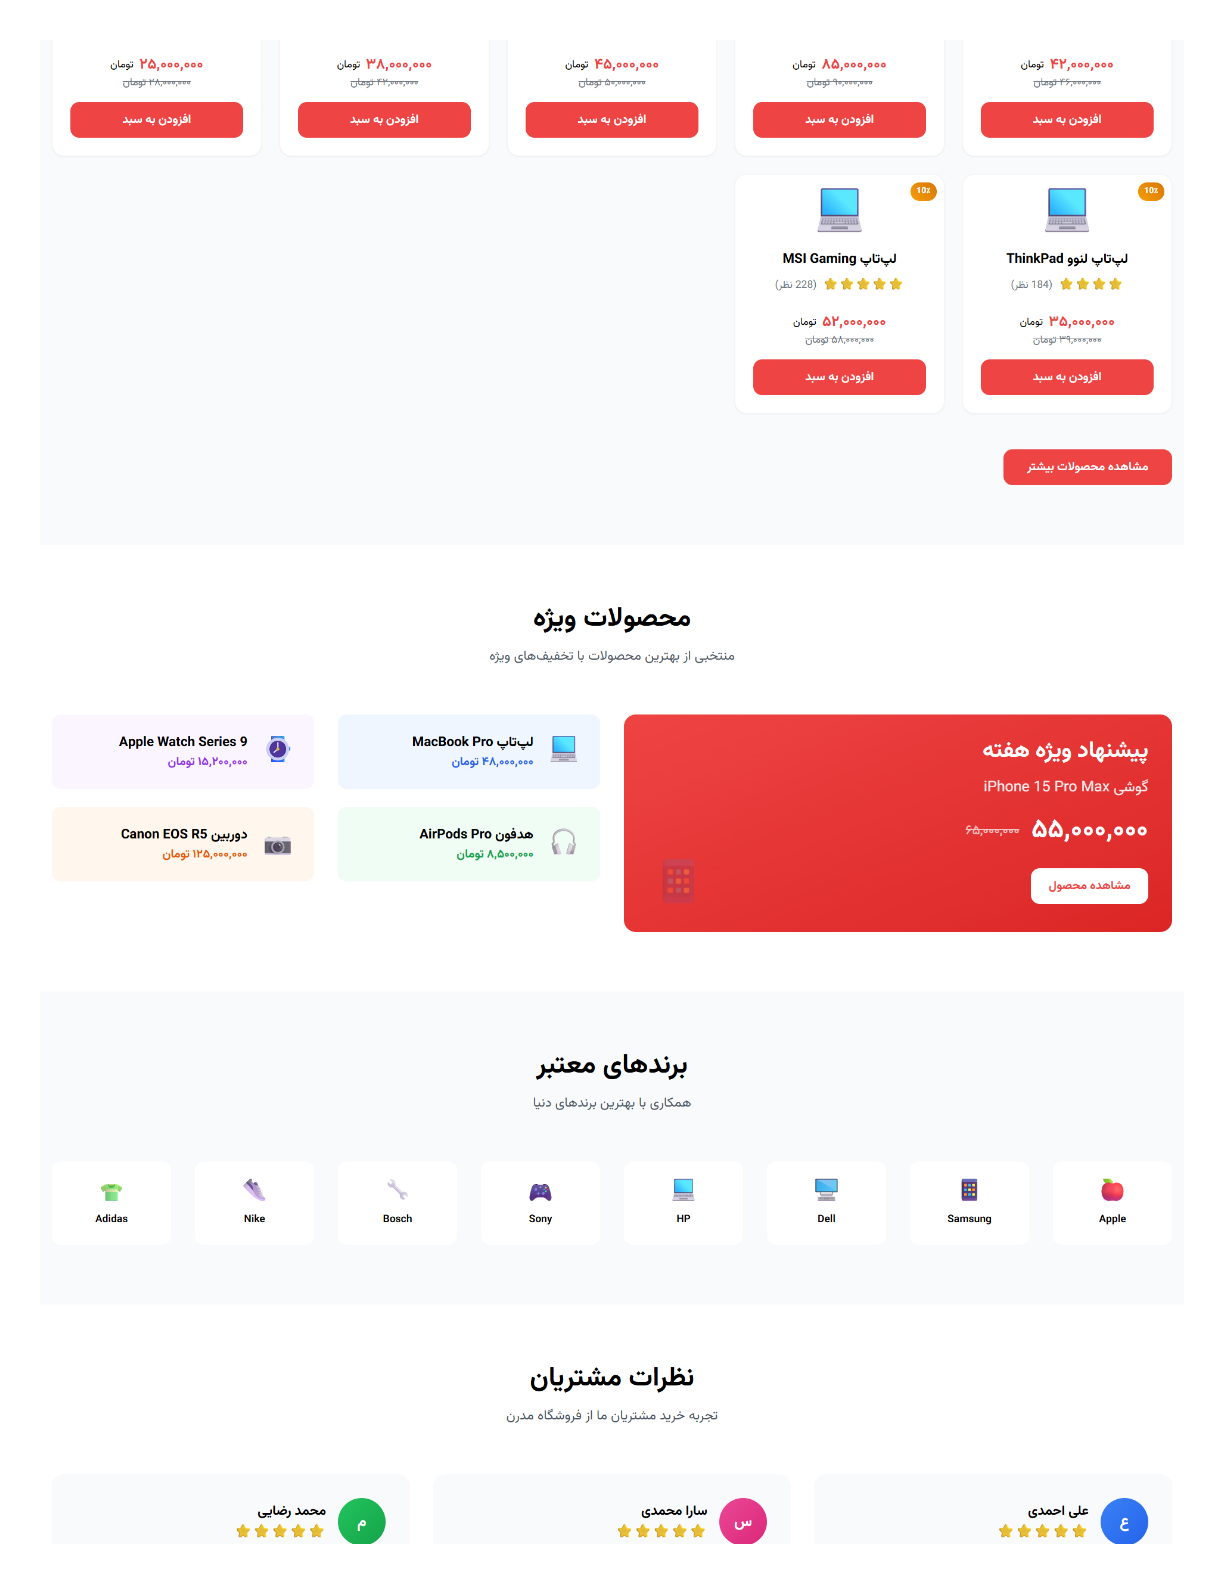 ۴۲,۰۰۰,۰۰۰ تومان
۴۶,۰۰۰,۰۰۰ تومان
افزودن به سبد
۸۵,۰۰۰,۰۰۰ تومان
۹۰,۰۰۰,۰۰۰ تومان
افزودن به سبد
۴۵,۰۰۰,۰۰۰ تومان
۵۰,۰۰۰,۰۰۰ تومان
افزودن به سبد
۳۸,۰۰۰,۰۰۰ تومان
۴۲,۰۰۰,۰۰۰ تومان
افزودن به سبد
۲۵,۰۰۰,۰۰۰ تومان
۲۸,۰۰۰,۰۰۰ تومان
افزودن به سبد
10٪
لپ‌تاپ لنوو ThinkPad
(184 نظر)
۳۵,۰۰۰,۰۰۰ تومان
۳۹,۰۰۰,۰۰۰ تومان
افزودن به سبد
10٪
لپ‌تاپ MSI Gaming
(228 نظر)
۵۲,۰۰۰,۰۰۰ تومان
۵۸,۰۰۰,۰۰۰ تومان
افزودن به سبد
مشاهده محصولات بیشتر
محصولات ویژه
منتخبی از بهترین محصولات با تخفیف‌های ویژه
پیشنهاد ویژه هفته
گوشی iPhone 15 Pro Max
۵۵,۰۰۰,۰۰۰ ۶۵,۰۰۰,۰۰۰
مشاهده محصول
لپ‌تاپ MacBook Pro
۴۸,۰۰۰,۰۰۰ تومان
Apple Watch Series 9
۱۵,۲۰۰,۰۰۰ تومان
هدفون AirPods Pro
۸,۵۰۰,۰۰۰ تومان
دوربین Canon EOS R5
۱۲۵,۰۰۰,۰۰۰ تومان
برندهای معتبر
همکاری با بهترین برندهای دنیا
Apple
Samsung
Dell
HP
Sony
Bosch
Nike
Adidas
نظرات مشتریان
تجربه خرید مشتریان ما از فروشگاه مدرن
ع
علی احمدی
س
سارا محمدی
م
محمد رضایی